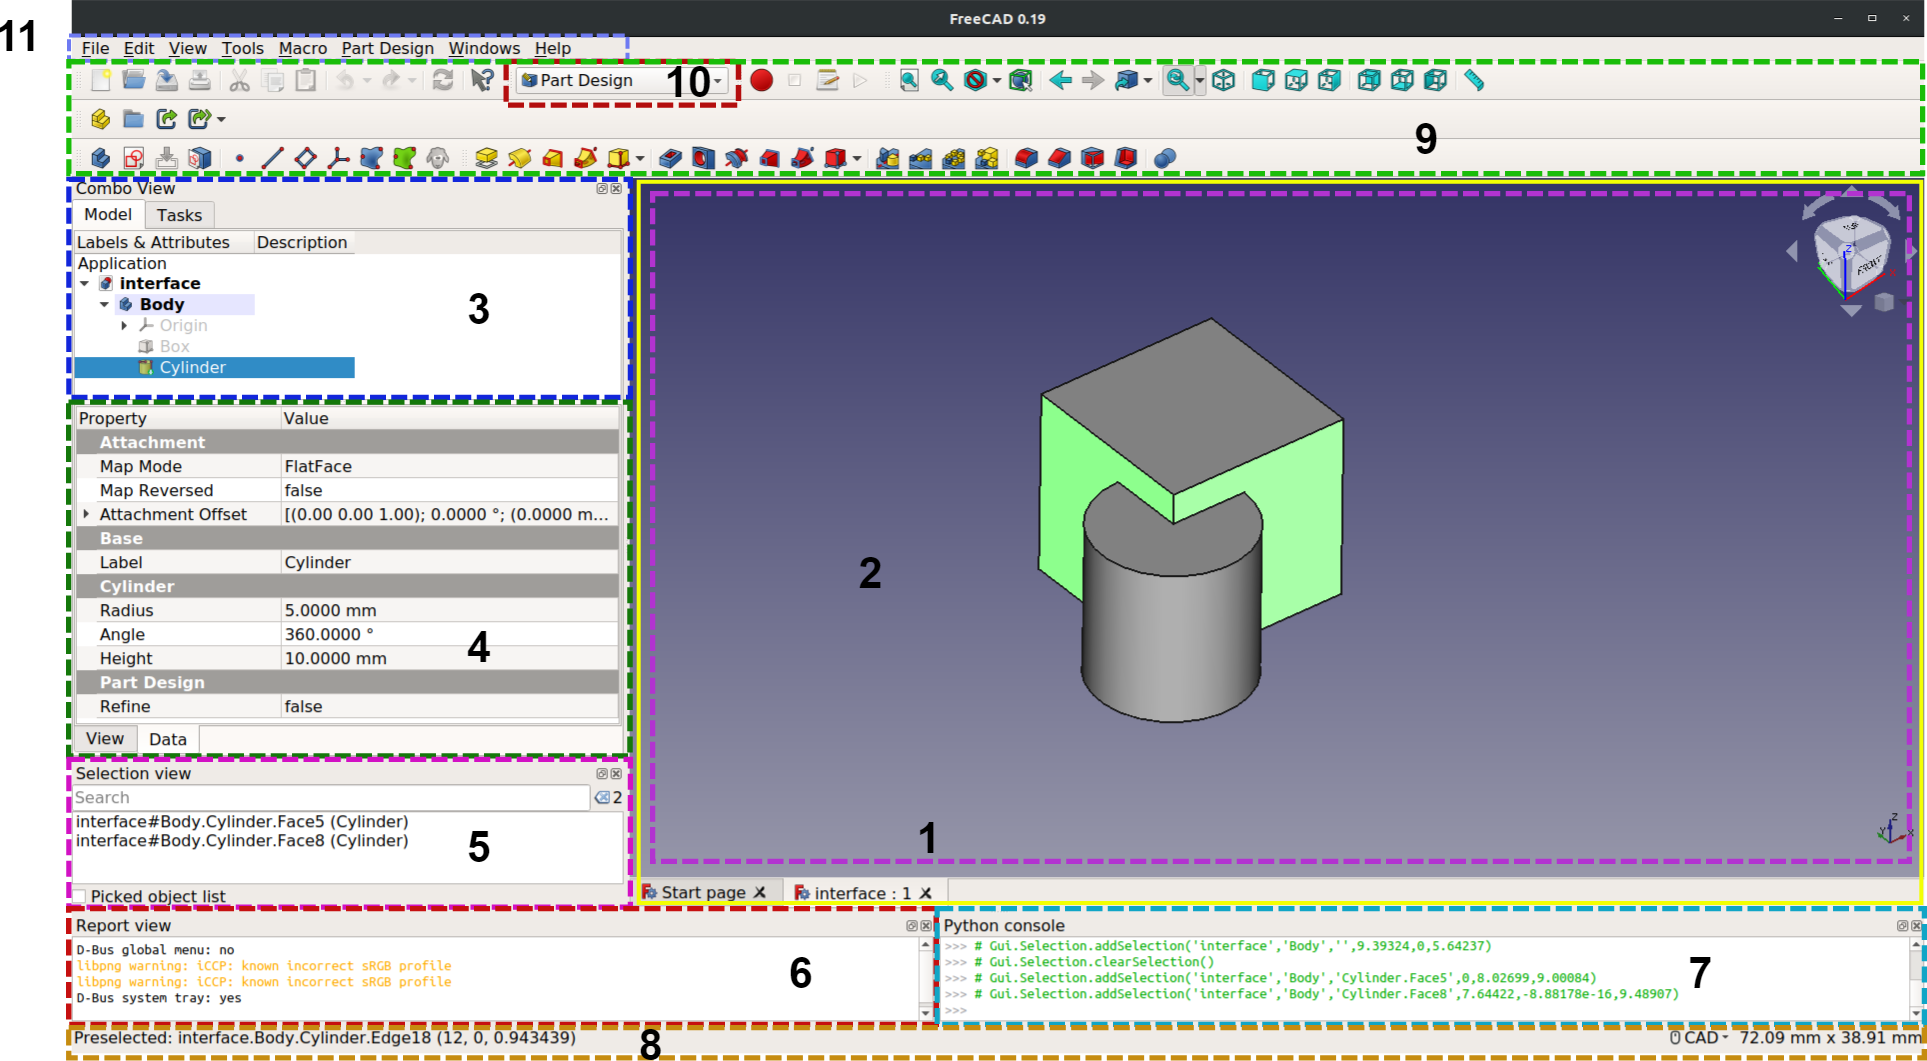 FreeCAD 0.19
11
File Edit View Tools Macro Part Design Windows Help
Part Design 10
9
Combo View
Model Tasks
Labels & Attributes Description
Application
interface
Body
Origin
Box
Cylinder
3
Property Value
Attachment
Map Mode FlatFace
Map Reversed false
Attachment Offset [(0.00 0.00 1.00); 0.0000 °; (0.0000 m...
Base
Label Cylinder
Cylinder
Radius 5.0000 mm
Angle 360.0000 °
Height 10.0000 mm
4
Part Design
Refine false
View Data
Selection view
Search 2
interface#Body.Cylinder.Face5 (Cylinder)
interface#Body.Cylinder.Face8 (Cylinder)
5
Picked object list
FRONT
Z
X
2
1
Z
Y X
Start page interface : 1
Report view
D-Bus global menu: no
libpng warning: iCCP: known incorrect sRGB profile
libpng warning: iCCP: known incorrect sRGB profile
D-Bus system tray: yes
6
Python console
>>> # Gui.Selection.addSelection('interface','Body','',9.39324,0,5.64237)
>>> # Gui.Selection.clearSelection()
>>> # Gui.Selection.addSelection('interface','Body','Cylinder.Face5',0,8.02699,9.00084)
>>> # Gui.Selection.addSelection('interface','Body','Cylinder.Face8',7.64422,-8.88178e-16,9.48907)
>>>
7
Preselected: interface.Body.Cylinder.Edge18 (12, 0, 0.943439)
8
CAD 72.09 mm x 38.91 mm